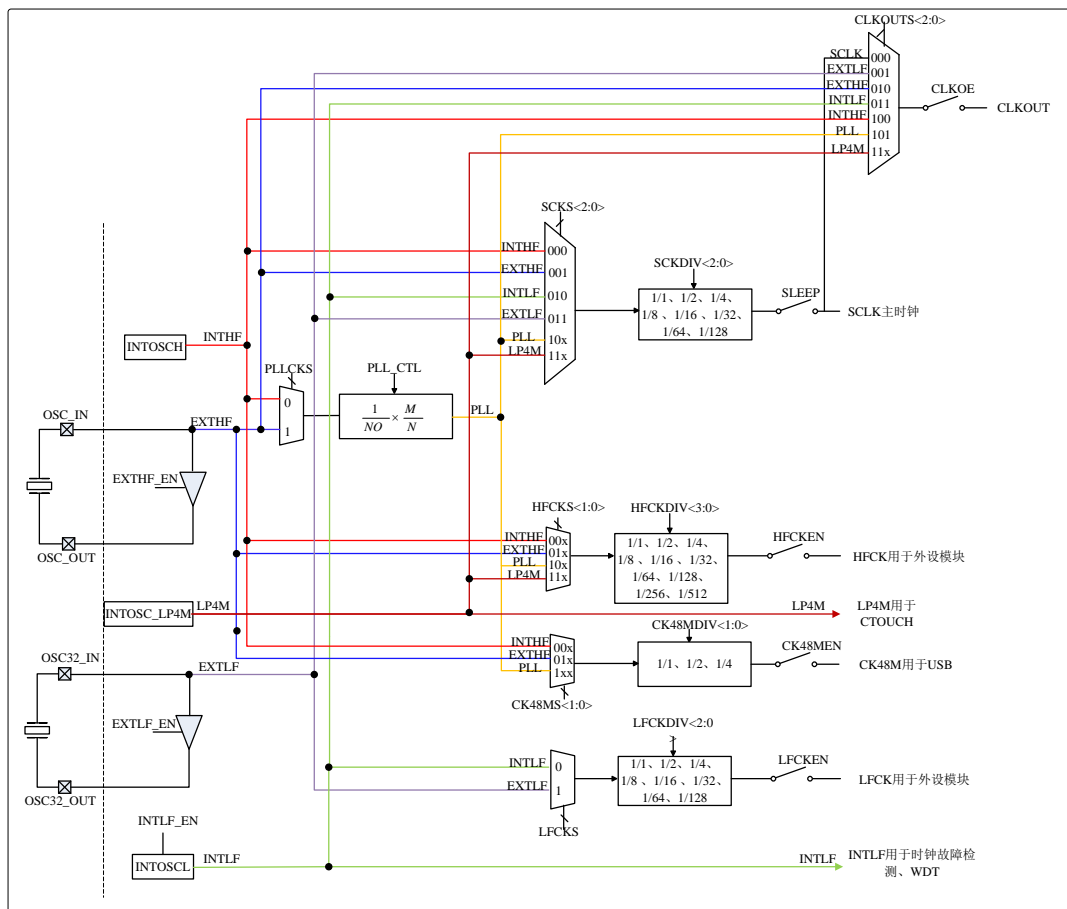 CLKOUTS<2:0>
SCLK 000
EXTLF 001
EXTHF 010
INTLF 011
INTHF 100
PLL 101
LP4M 11x
CLKOE
CLKOUT
SCKS<2:0>
INTHF 000
EXTHF 001
INTLF 010
EXTLF 011
PLL 10x
LP4M 11x
SCKDIV<2:0>
1/1、1/2、1/4、
1/8 、1/16 、1/32、
1/64、1/128
SLEEP
SCLK主时钟
INTOSCH
INTHF
PLLCKS
0
1
PLL_CTL
1/NO × M/N
PLL
OSC_IN
EXTHF
EXTHF_EN
OSC_OUT
HFCKS<1:0>
INTHF 00x
EXTHF 01x
PLL 10x
LP4M 11x
HFCKDIV<3:0>
1/1、1/2、1/4、
1/8 、1/16 、1/32、
1/64、1/128、
1/256、1/512
HFCKEN
HFCK用于外设模块
INTOSC_LP4M
LP4M
LP4M
LP4M用于
CTOUCH
CK48MDIV<1:0>
INTHF 00x
EXTHF 01x
PLL 1xx
CK48MS<1:0>
1/1、1/2、1/4
CK48MEN
CK48M用于USB
OSC32_IN
EXTLF
EXTLF_EN
OSC32_OUT
LFCKDIV<2:0
>
INTLF 0
EXTLF 1
LFCKS
1/1、1/2、1/4、
1/8 、1/16 、1/32、
1/64、1/128
LFCKEN
LFCK用于外设模块
INTLF_EN
INTOSCL
INTLF
INTLF
INTLF用于时钟故障检
测、WDT